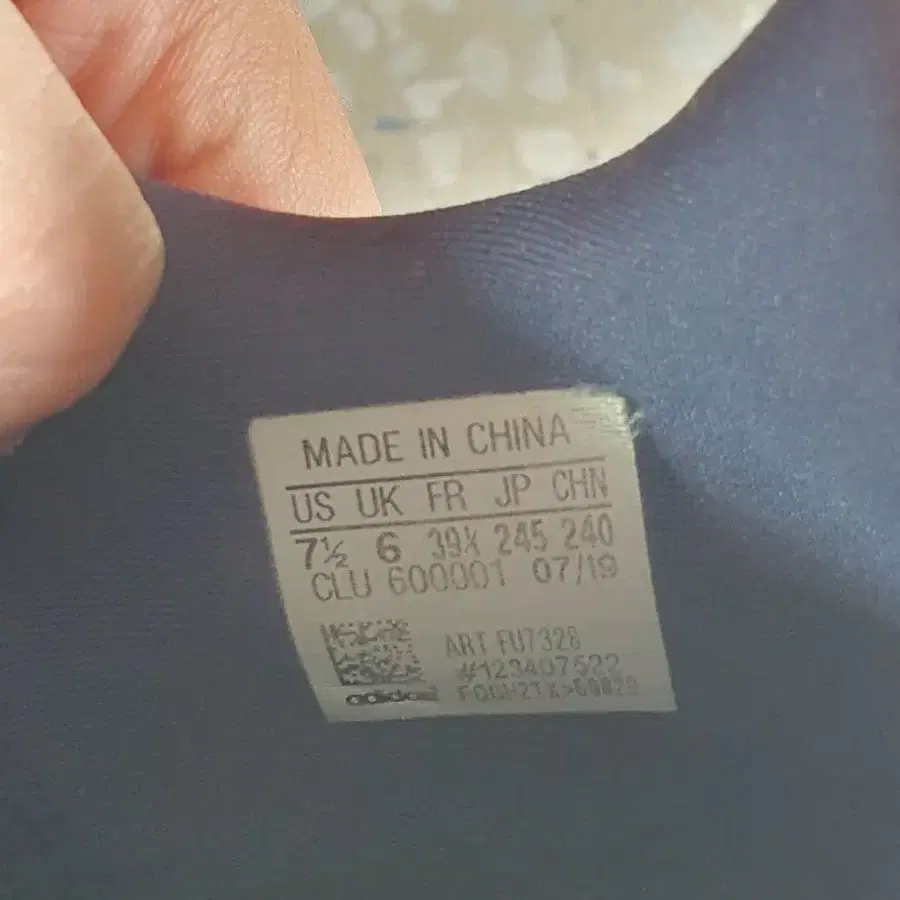 MADE IN CHINA
US UK FR JP CHN
7½ 6 39⅓ 245 240
CLU 600001 07/19
ART FU7328
#123407522
adidas